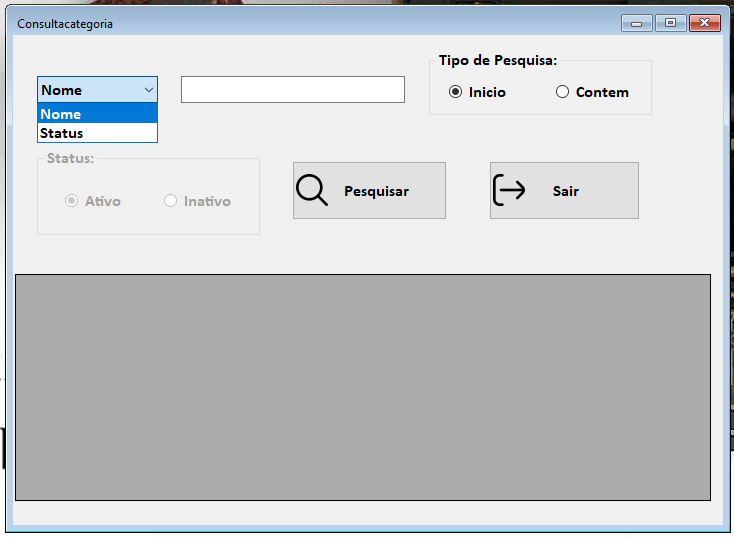 Consultacategoria
Tipo de Pesquisa:
Nome
Inicio
Contem
Nome
Status
Status:
Ativo
Inativo
Pesquisar
Sair